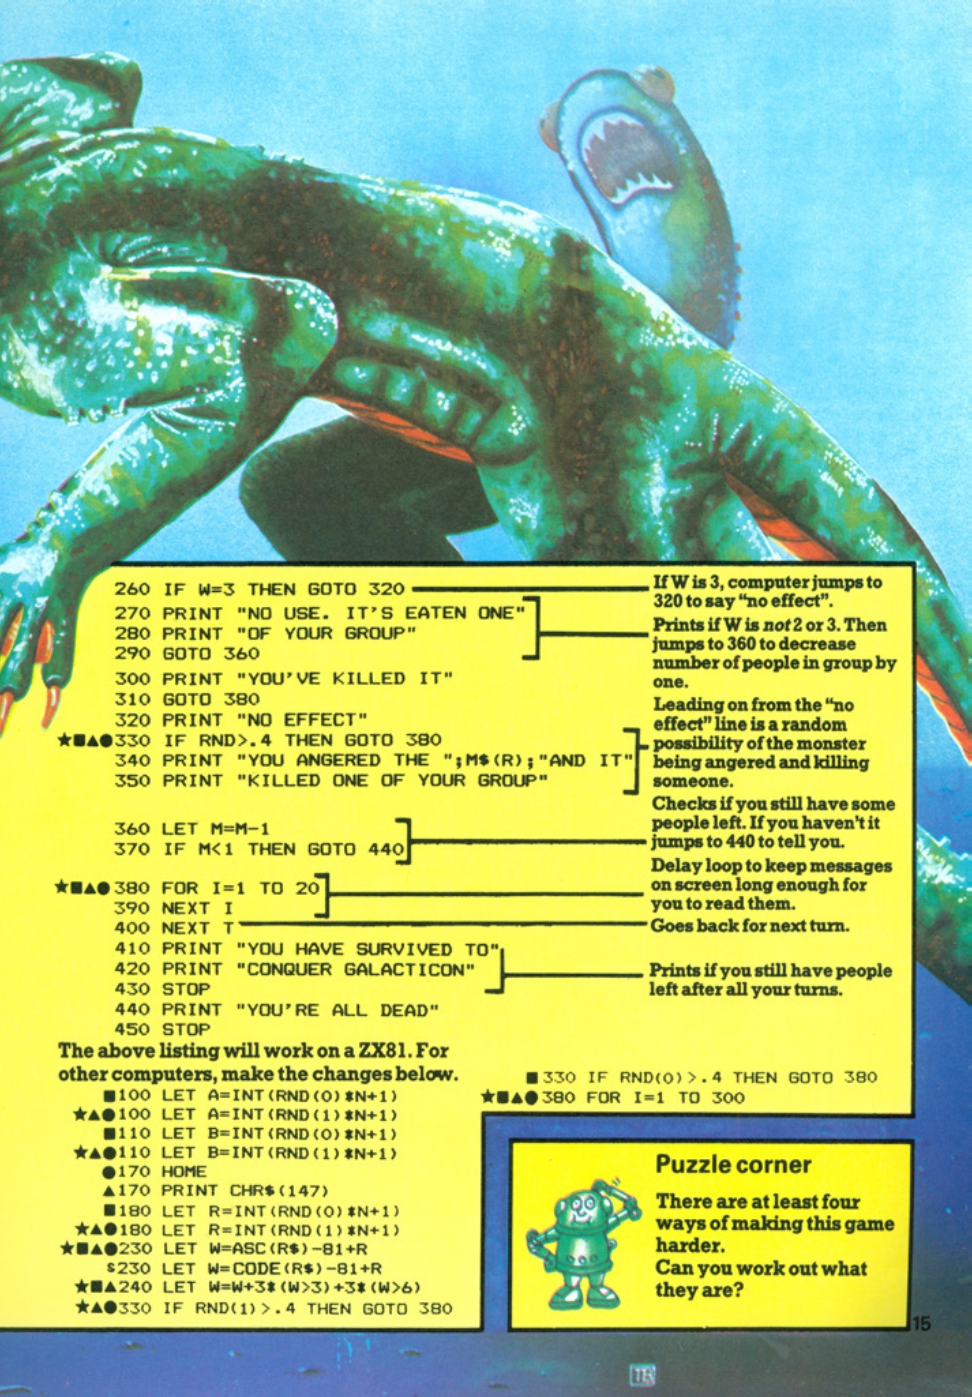 260 IF W=3 THEN GOTO 320
If W is 3, computer jumps to
320 to say "no effect".
270 PRINT "NO USE. IT'S EATEN ONE"
280 PRINT "OF YOUR GROUP"
290 GOTO 360
Prints if W is not 2 or 3. Then
jumps to 360 to decrease
number of people in group by
one.
300 PRINT "YOU'VE KILLED IT"
310 GOTO 380
320 PRINT "NO EFFECT"
★■▲●330 IF RND>.4 THEN GOTO 380
340 PRINT "YOU ANGERED THE ";M$(R);"AND IT"
350 PRINT "KILLED ONE OF YOUR GROUP"
Leading on from the "no
effect" line is a random
possibility of the monster
being angered and killing
someone.
360 LET M=M-1
370 IF M<1 THEN GOTO 440
Checks if you still have some
people left. If you haven't it
jumps to 440 to tell you.
★■▲●380 FOR I=1 TO 20
390 NEXT I
Delay loop to keep messages
on screen long enough for
you to read them.
400 NEXT T
Goes back for next turn.
410 PRINT "YOU HAVE SURVIVED TO"
420 PRINT "CONQUER GALACTICON"
430 STOP
Prints if you still have people
left after all your turns.
440 PRINT "YOU'RE ALL DEAD"
450 STOP
The above listing will work on a ZX81. For
other computers, make the changes below.
■100 LET A=INT(RND(0)*N+1)
★▲●100 LET A=INT(RND(1)*N+1)
■110 LET B=INT(RND(0)*N+1)
★▲●110 LET B=INT(RND(1)*N+1)
●170 HOME
▲170 PRINT CHR$(147)
■180 LET R=INT(RND(0)*N+1)
★▲●180 LET R=INT(RND(1)*N+1)
★■▲●230 LET W=ASC(R$)-81+R
s230 LET W=CODE(R$)-81+R
★■▲240 LET W=W+3*(W>3)+3*(W>6)
★▲●330 IF RND(1)>.4 THEN GOTO 380
■330 IF RND(0)>.4 THEN GOTO 380
★■▲●380 FOR I=1 TO 300
Puzzle corner
There are at least four
ways of making this game
harder.
Can you work out what
they are?
15